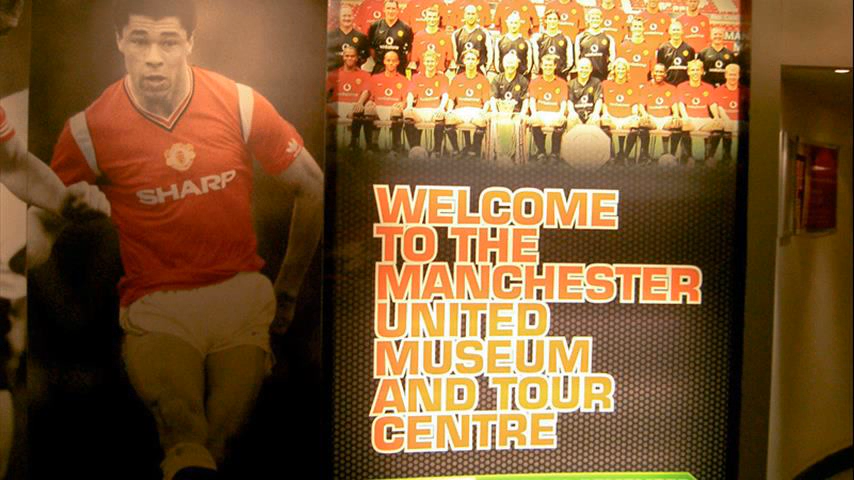 SHARP
WELCOME
TO THE
MANCHESTER
UNITED
MUSEUM
AND TOUR
CENTRE